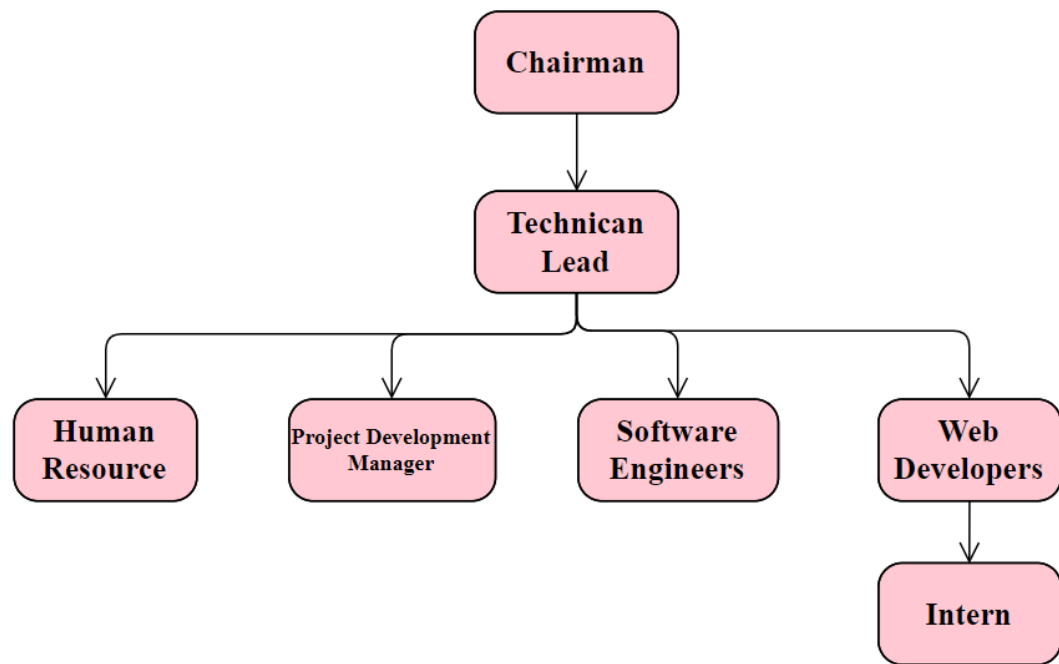 Chairman
Technican
Lead
Human
Resource
Project Development
Manager
Software
Engineers
Web
Developers
Intern